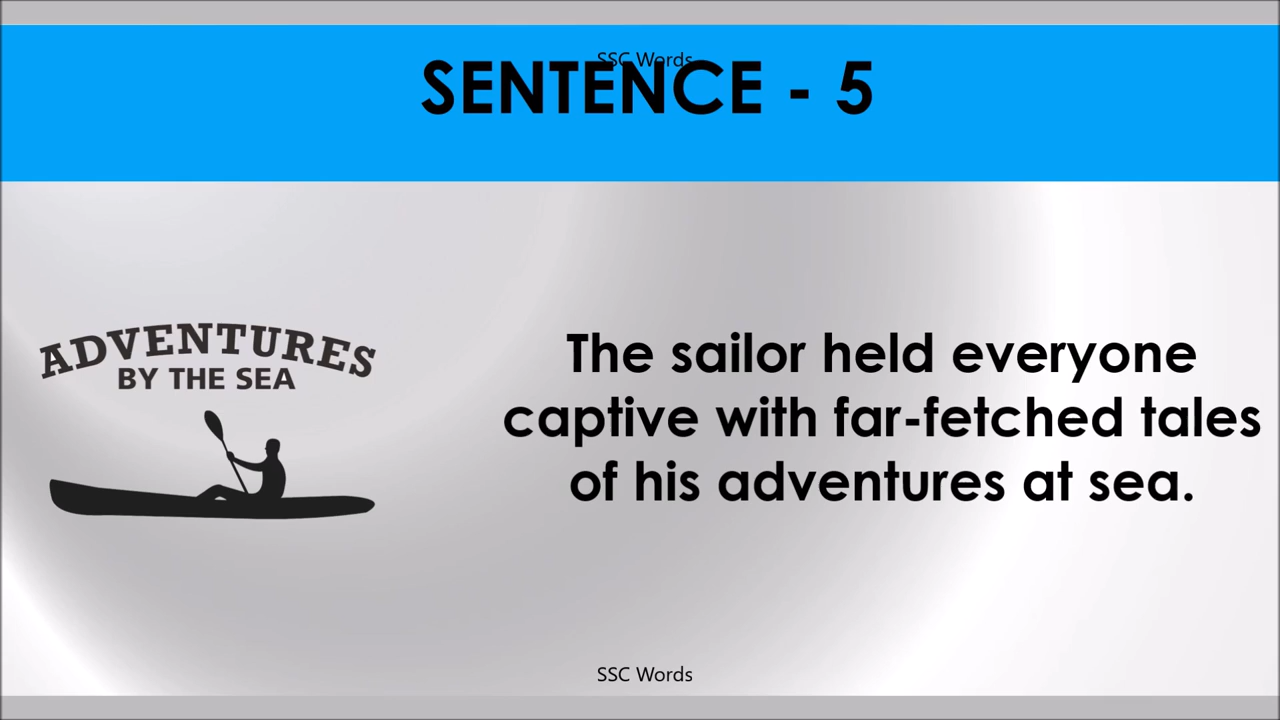 SSC Words
SENTENCE - 5
ADVENTURES
BY THE SEA
The sailor held everyone
captive with far-fetched tales
of his adventures at sea.
SSC Words